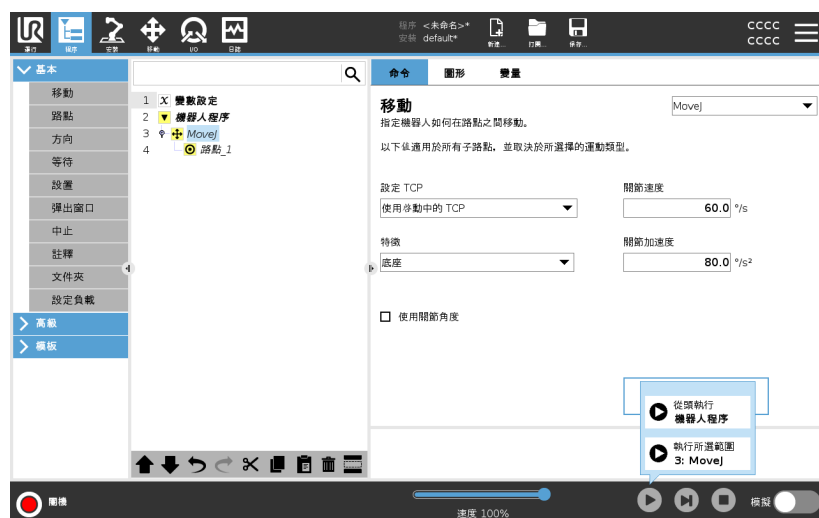 UR
運行
程序
安裝
移動
I/O
日誌
程序 <未命名>*
安裝 default*
新建...
打開...
保存...
cccc
cccc
基本
移動
路點
方向
等待
設置
彈出窗口
中止
註釋
文件夾
設定負載
高級
模板
1 X 變數設定
2 機器人程序
3 MoveJ
4 路點_1
命令 圖形 變量
移動
MoveJ
指定機器人如何在路點之間移動。
以下值適用於所有子路點，並取決於所選擇的運動類型。
設定 TCP
關節速度
使用啓動中的 TCP
60.0 °/s
特徵
關節加速度
底座
80.0 °/s²
使用關節角度
從頭執行
機器人程序
執行所選範圍
3: MoveJ
關機
速度 100%
模擬